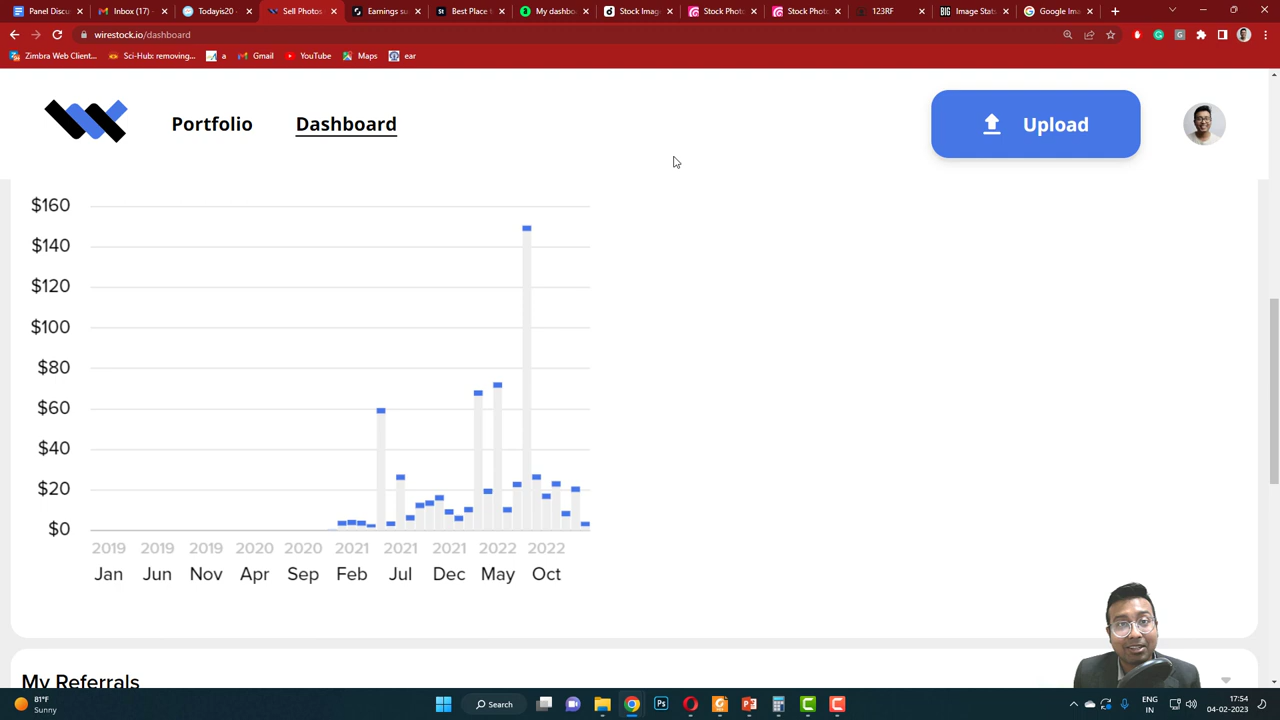 Panel Discu
Inbox (17) -
Todayis20 -
Sell Photos
Earnings su
Best Place t
My dashbo
Stock Imag
Stock Photo
Stock Photo
123RF
BIG Image Stats
Google Ima
wirestock.io/dashboard
Zimbra Web Client...
Sci-Hub: removing...
a
Gmail
YouTube
Maps
ear
Portfolio
Dashboard
Upload
$160
$140
$120
$100
$80
$60
$40
$20
$0
2019 2019 2019 2020 2020 2021 2021 2021 2022 2022
Jan Jun Nov Apr Sep Feb Jul Dec May Oct
My Referrals
81°F
Sunny
Search
ENG
IN
17:54
04-02-2023